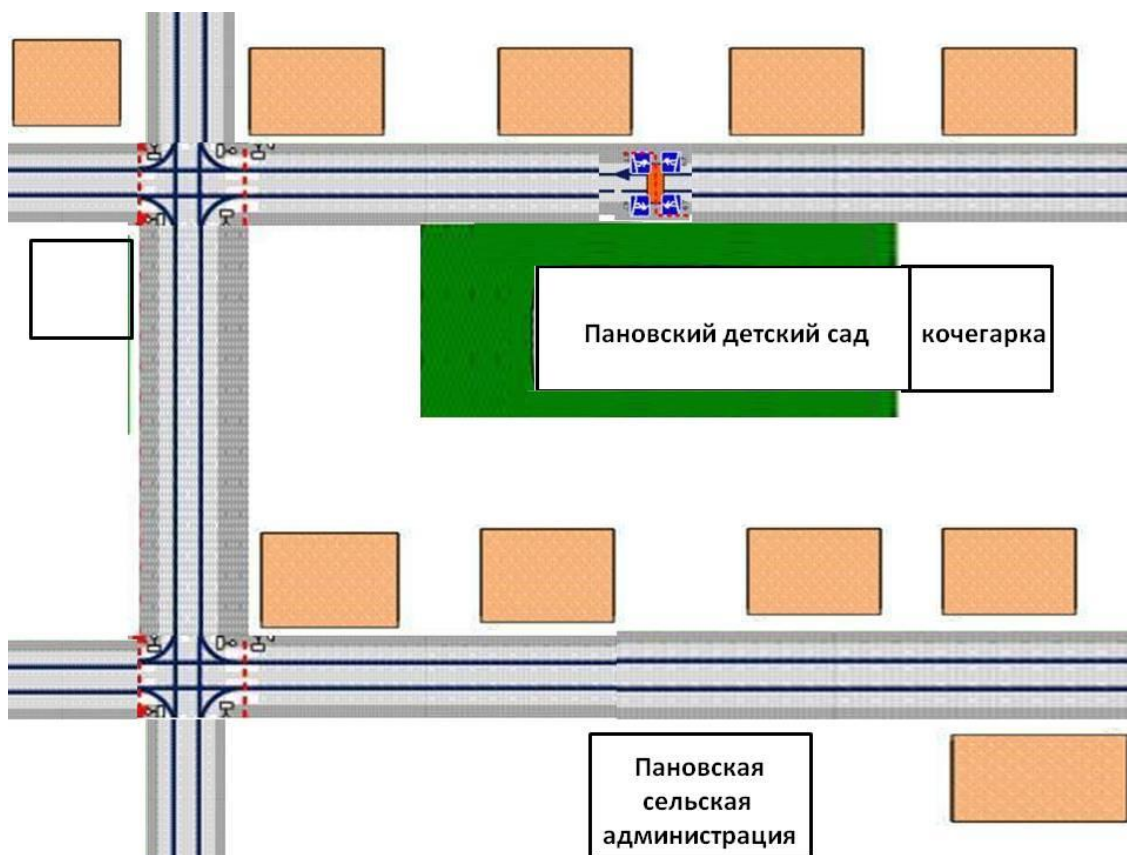 Пановский детский сад
кочегарка
Пановская
сельская
администрация